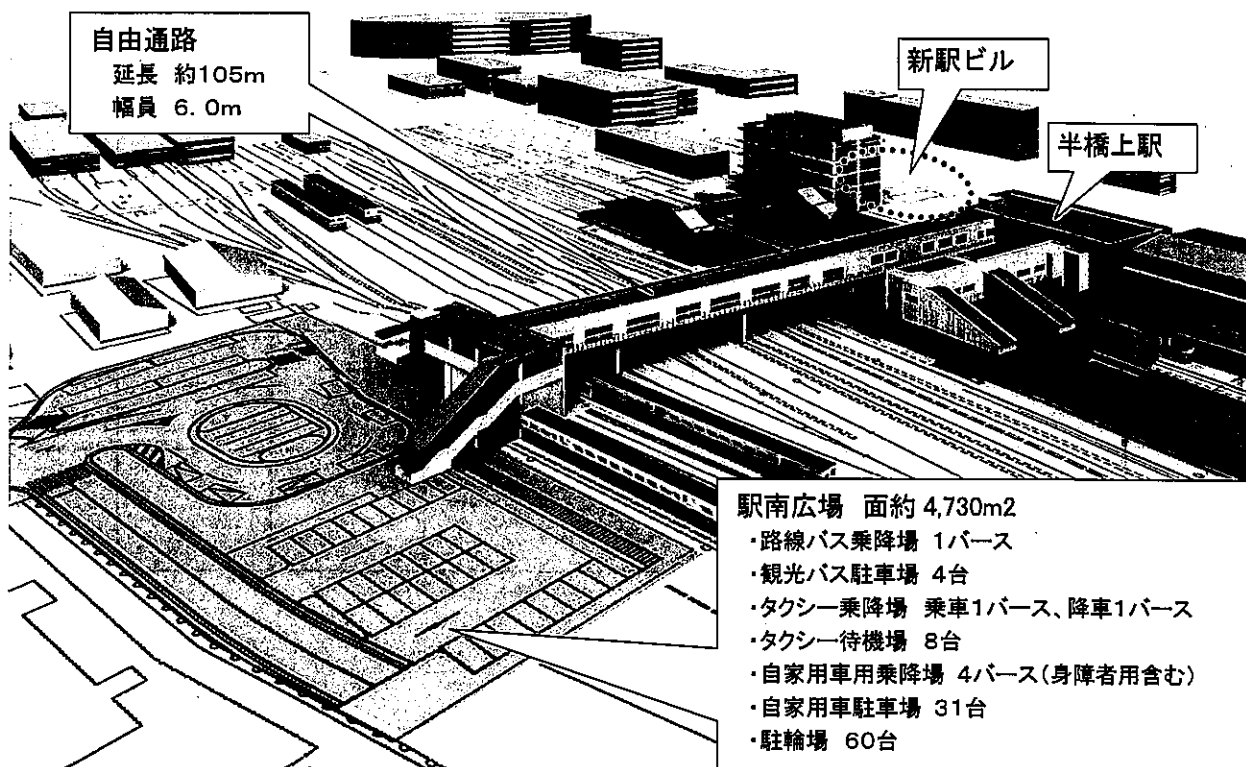 自由通路
延長 約105m
幅員 6.0m
新駅ビル
半橋上駅
駅南広場 面約 4,730m2
・路線バス乗降場 1バース
・観光バス駐車場 4台
・タクシー乗降場 乗車1バース、降車1バース
・タクシー待機場 8台
・自家用車用乗降場 4バース(身障者用含む)
・自家用車駐車場 31台
・駐輪場 60台